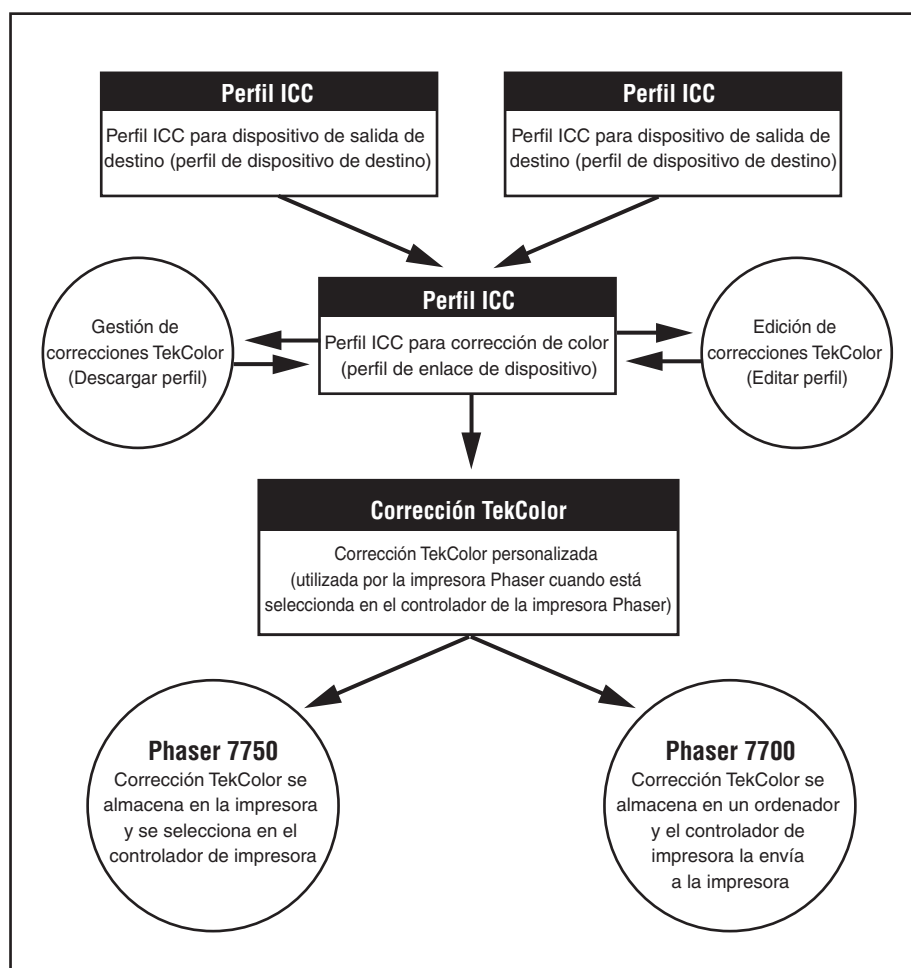 Perfil ICC
Perfil ICC para dispositivo de salida de
destino (perfil de dispositivo de destino)
Perfil ICC
Perfil ICC para dispositivo de salida de
destino (perfil de dispositivo de destino)
Perfil ICC
Perfil ICC para corrección de color
(perfil de enlace de dispositivo)
Gestión de
correcciones TekColor
(Descargar perfil)
Edición de
correcciones TekColor
(Editar perfil)
Corrección TekColor
Corrección TekColor personalizada
(utilizada por la impresora Phaser cuando está
seleccionda en el controlador de la impresora Phaser)
Phaser 7750
Corrección TekColor se
almacena en la impresora
y se selecciona en el
controlador de impresora
Phaser 7700
Corrección TekColor se
almacena en un ordenador
y el controlador de
impresora la envía
a la impresora